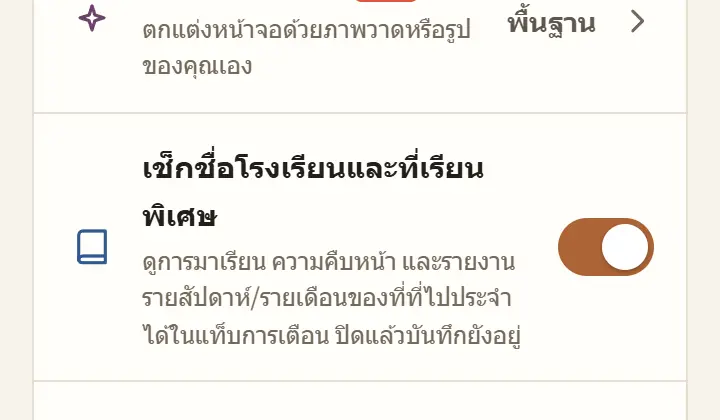 ตกแต่งหน้าจอด้วยภาพวาดหรือรูป
ของคุณเอง
พื้นฐาน
เช็กชื่อโรงเรียนและที่เรียน
พิเศษ
ดูการมาเรียน ความคืบหน้า และรายงาน
รายสัปดาห์/รายเดือนของที่ที่ไปประจำ
ได้ในแท็บการเตือน ปิดแล้วบันทึกยังอยู่